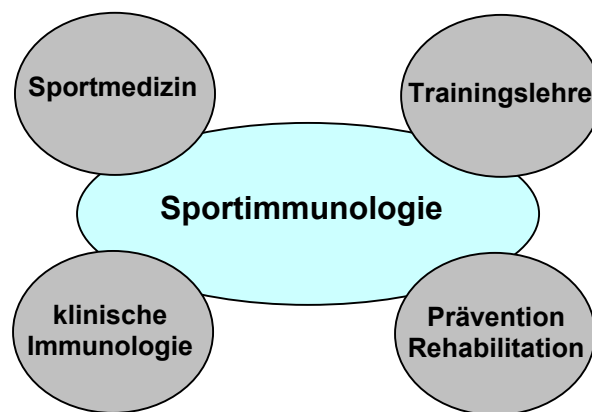 Sportmedizin
Trainingslehre
Sportimmunologie
klinische
Immunologie
Prävention
Rehabilitation